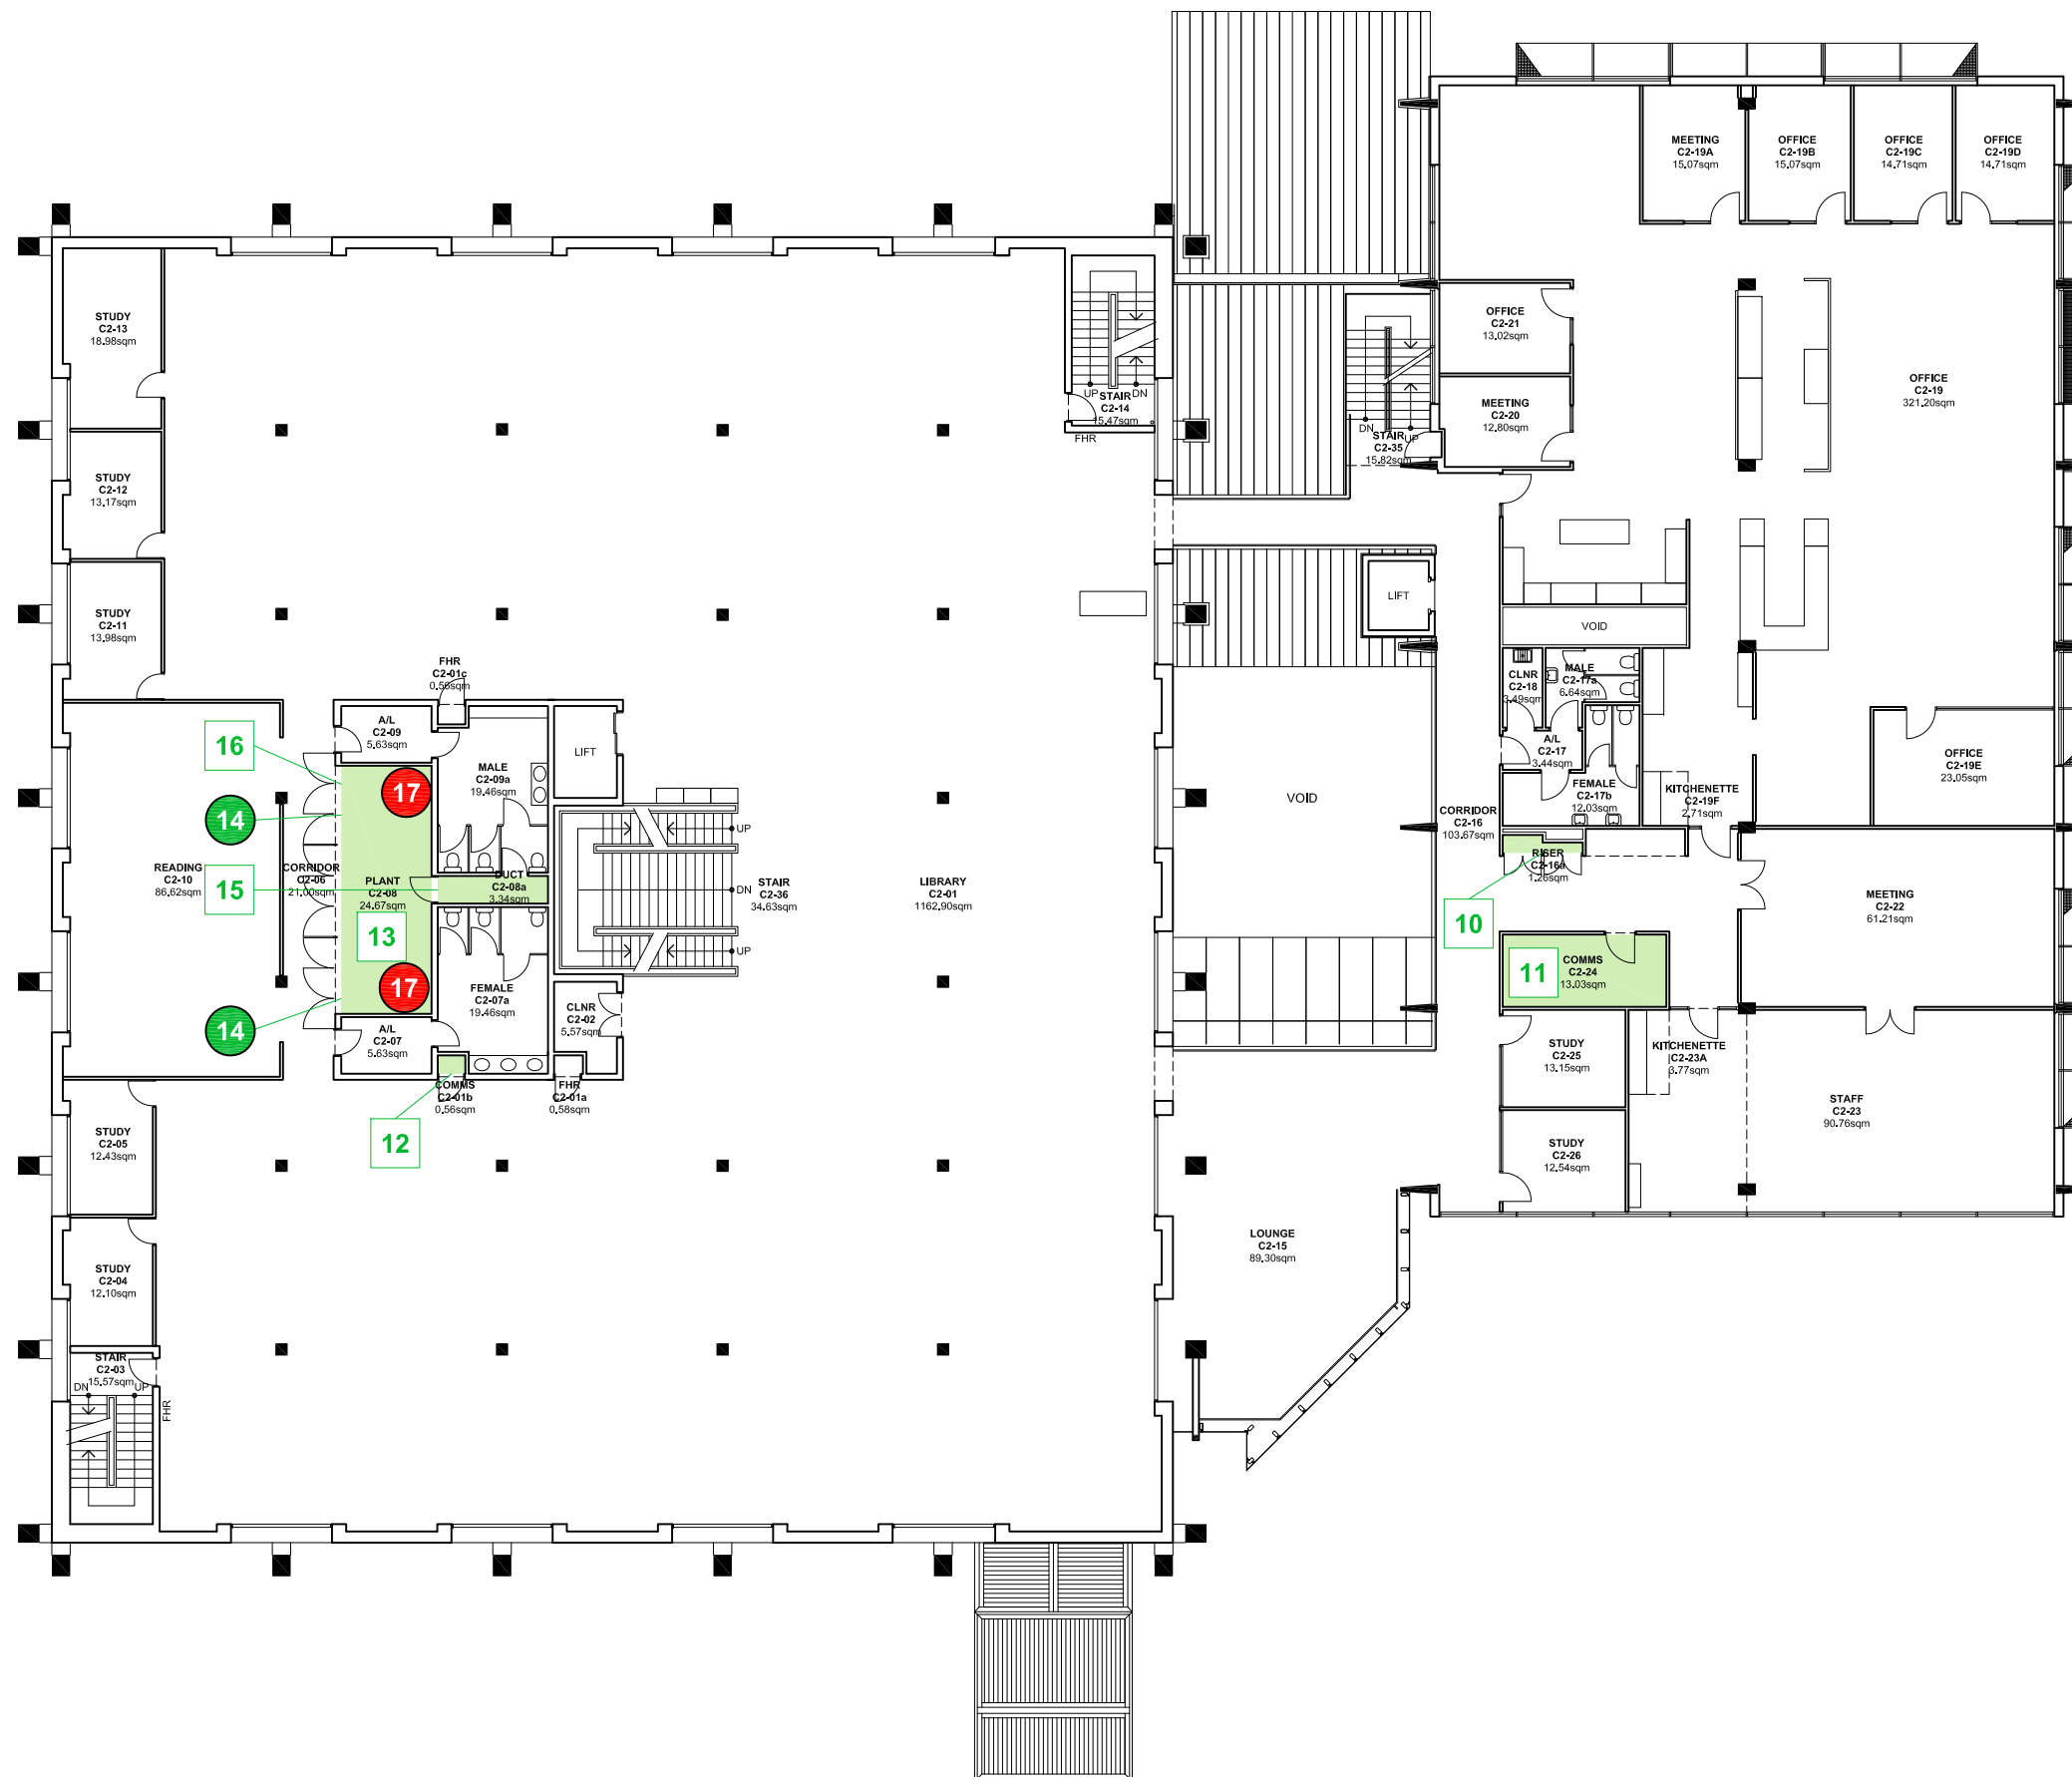 MEETING
C2-19A
15.07sqm
OFFICE
C2-19B
15.07sqm
OFFICE
C2-19C
14.71sqm
OFFICE
C2-19D
14.71sqm
STUDY
C2-13
18.98sqm
OFFICE
C2-21
13.02sqm
OFFICE
C2-19
321.20sqm
UP
DN
STAIR
C2-14
15.47sqm
FHR
MEETING
C2-20
12.80sqm
DN
UP
STAIR
C2-35
15.82sqm
STUDY
C2-12
13.17sqm
STUDY
C2-11
13.98sqm
LIFT
VOID
FHR
C2-01c
0.56sqm
CLNR
C2-18
3.49sqm
MALE
C2-17a
6.64sqm
16
A/L
C2-09
5.63sqm
LIFT
A/L
C2-17
3.44sqm
OFFICE
C2-19E
23.05sqm
MALE
C2-09a
19.46sqm
17
14
VOID
FEMALE
C2-17b
12.03sqm
KITCHENETTE
C2-19F
2.71sqm
CORRIDOR
C2-16
103.67sqm
UP
RISER
C2-16a
1.26sqm
READING
C2-10
86.62sqm
15
CORRIDOR
C2-06
21.00sqm
PLANT
C2-08
24.67sqm
DUCT
C2-08a
3.34sqm
DN
STAIR
C2-36
34.63sqm
LIBRARY
C2-01
1162.90sqm
MEETING
C2-22
61.21sqm
10
13
UP
COMMS
C2-24
13.03sqm
11
17
FEMALE
C2-07a
19.46sqm
14
A/L
C2-07
5.63sqm
CLNR
C2-02
5.57sqm
STUDY
C2-25
13.15sqm
KITCHENETTE
C2-23A
3.77sqm
COMMS
C2-01b
0.56sqm
FHR
C2-01a
0.58sqm
12
STUDY
C2-05
12.43sqm
STAFF
C2-23
90.76sqm
STUDY
C2-26
12.54sqm
LOUNGE
C2-15
89.30sqm
STUDY
C2-04
12.10sqm
STAIR
C2-03
15.57sqm
DN
UP
FHR